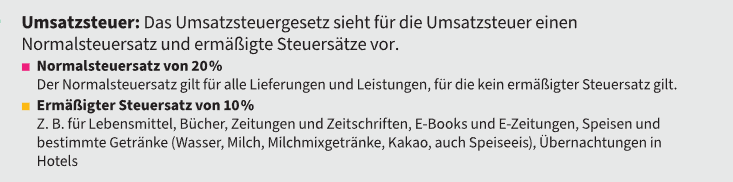 Umsatzsteuer: Das Umsatzsteuergesetz sieht für die Umsatzsteuer einen
Normalsteuersatz und ermäßigte Steuersätze vor.
Normalsteuersatz von 20 %
Der Normalsteuersatz gilt für alle Lieferungen und Leistungen, für die kein ermäßigter Steuersatz gilt.
Ermäßigter Steuersatz von 10 %
Z. B. für Lebensmittel, Bücher, Zeitungen und Zeitschriften, E-Books und E-Zeitungen, Speisen und
bestimmte Getränke (Wasser, Milch, Milchmixgetränke, Kakao, auch Speiseeis), Übernachtungen in
Hotels